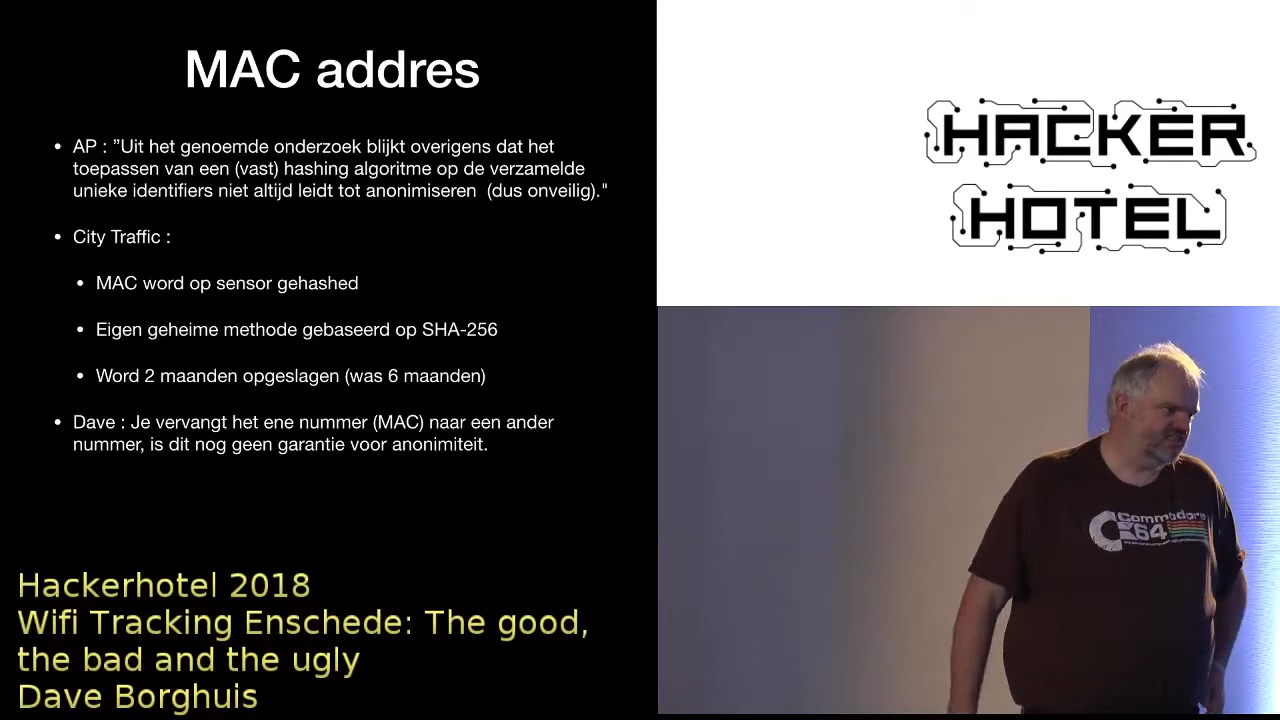 MAC addres
• AP : ”Uit het genoemde onderzoek blijkt overigens dat het
toepassen van een (vast) hashing algoritme op de verzamelde
unieke identifiers niet altijd leidt tot anonimiseren (dus onveilig)."
• City Traffic :
• MAC word op sensor gehashed
• Eigen geheime methode gebaseerd op SHA-256
• Word 2 maanden opgeslagen (was 6 maanden)
• Dave : Je vervangt het ene nummer (MAC) naar een ander
nummer, is dit nog geen garantie voor anonimiteit.
HACKER
HOTEL
Commodore
64
Hackerhotel 2018
Wifi Tracking Enschede: The good,
the bad and the ugly
Dave Borghuis